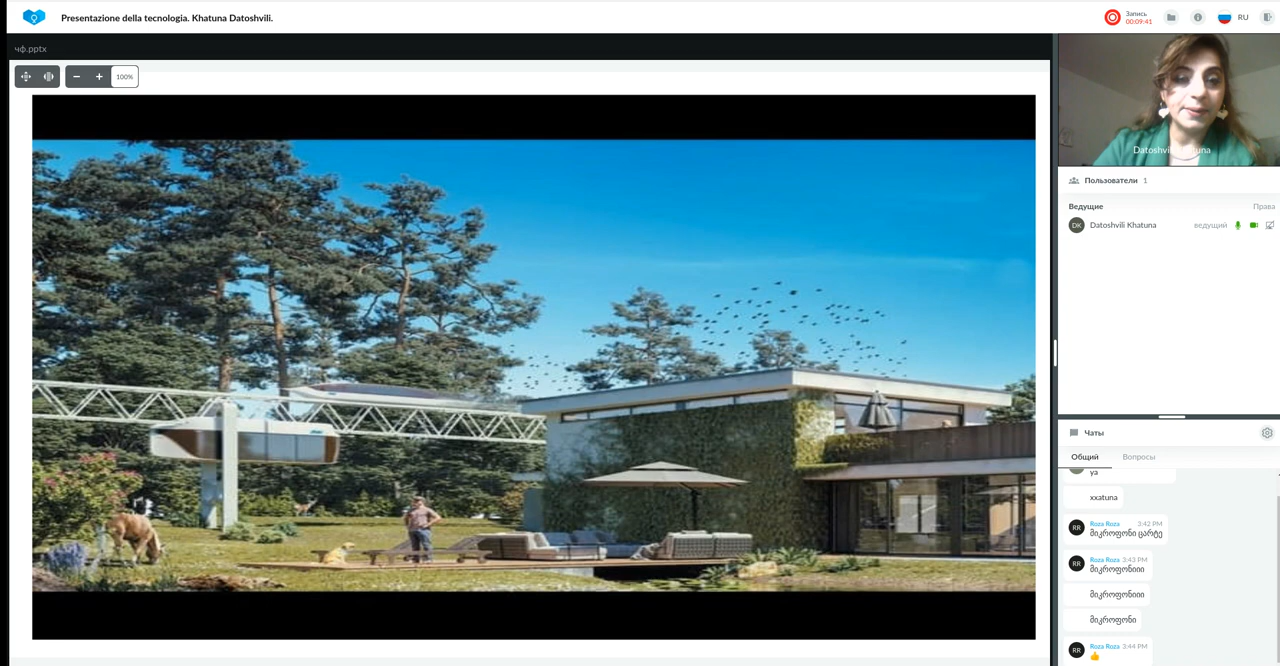 Presentazione della tecnologia. Khatuna Datoshvili.
Запись
00:09:41
RU
чф.pptx
100%
Datoshvili Khatuna
Пользователи 1
Ведущие Права
DK Datoshvili Khatuna ведущий
Чаты
Общий Вопросы
ya
xxatuna
RR Roza Roza 3:42 PM
მიკროფონი ცარტე
RR Roza Roza 3:43 PM
მიკროფონიიი
მიკროფონიიი
მიკროფონი
RR Roza Roza 3:44 PM
👍